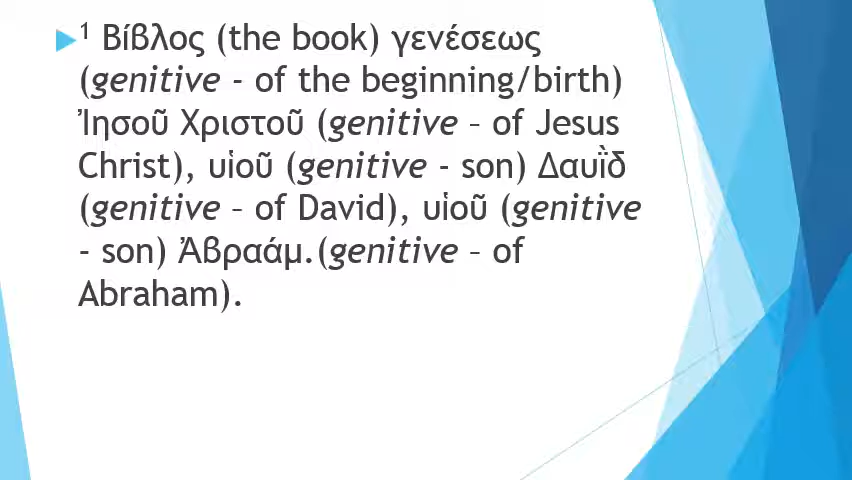 ¹ Βίβλος (the book) γενέσεως
(genitive - of the beginning/birth)
Ἰησοῦ Χριστοῦ (genitive – of Jesus
Christ), υἱοῦ (genitive - son) Δαυῒδ
(genitive – of David), υἱοῦ (genitive
- son) Ἀβραάμ.(genitive – of
Abraham).